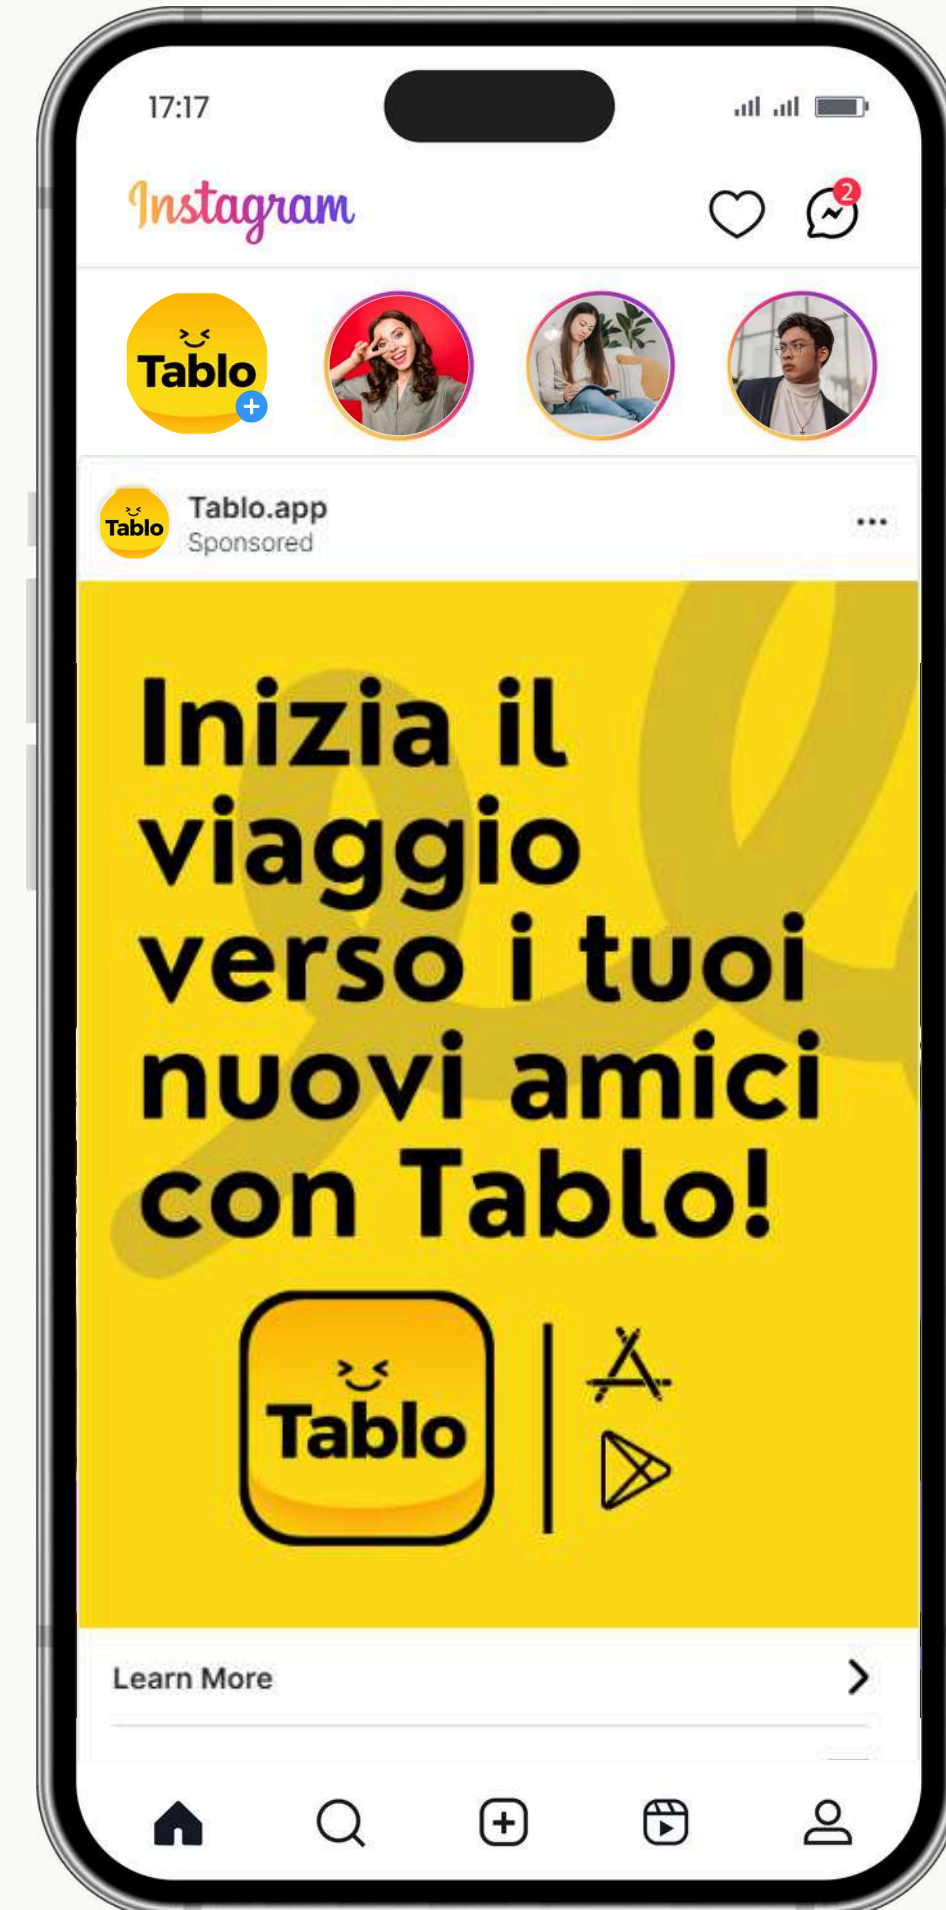 17:17
Instagram
2
Tablo
Tablo
Tablo.app
Sponsored
Inizia il
viaggio
verso i tuoi
nuovi amici
con Tablo!
Tablo
Learn More